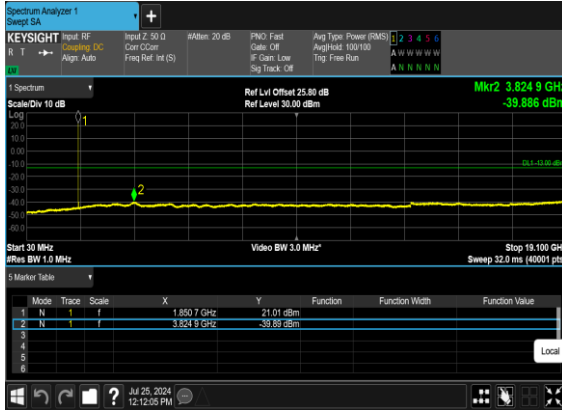 Spectrum Analyzer 1
Swept SA
KEYSIGHT Input: RF Input Z: 50 Ω #Atten: 20 dB PNO: Fast Avg Type: Power (RMS) 1 2 3 4 5 6
R T Coupling: DC Corr CCorr Gate: Off Avg|Hold: 100/100 A W W W W W
Align: Auto Freq Ref: Int (S) IF Gain: Low Trig: Free Run
Sig Track: Off A N N N N N
1 Spectrum
Ref Lvl Offset 25.80 dB Mkr2 3.824 9 GHz
Scale/Div 10 dB Ref Level 30.00 dBm -39.886 dBm
Log
20.0
10.0
0.00
-10.0
-20.0
-30.0
-40.0
-50.0
-60.0
1
2
DL1 -13.00 dBm
Start 30 MHz Video BW 3.0 MHz* Stop 19.100 GH
#Res BW 1.0 MHz Sweep 32.0 ms (40001 pts
5 Marker Table
Mode Trace Scale X Y Function Function Width Function Value
1 N 1 f 1.850 7 GHz 21.01 dBm
2 N 1 f 3.824 9 GHz -39.89 dBm
3
4
5
6
Local
?
Jul 25, 2024
12:12:05 PM